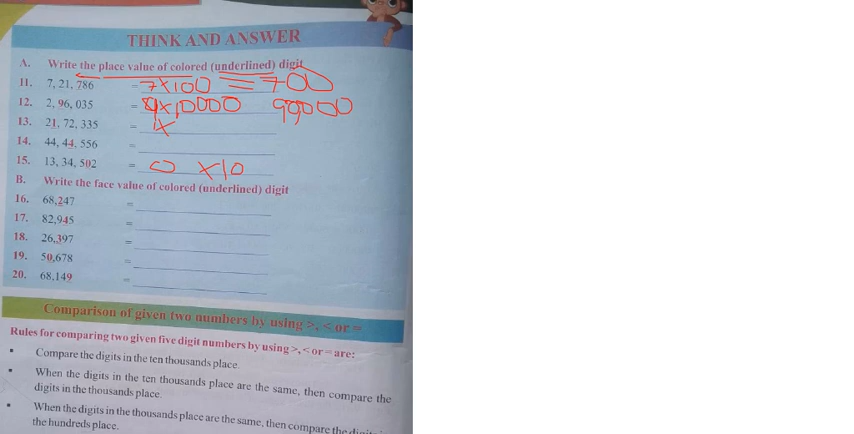 THINK AND ANSWER
A. Write the place value of colored (underlined) digit
11. 7, 21, 786 = 7×100 = 700
12. 2, 96, 035 = 9×10000 99000
13. 21, 72, 335 = 1×
14. 44, 44, 556 =
15. 13, 34, 502 = 0 ×10
B. Write the face value of colored (underlined) digit
16. 68,247 =
17. 82,945 =
18. 26,397 =
19. 50,678 =
20. 68,149 =
Comparison of given two numbers by using >, < or =
Rules for comparing two given five digit numbers by using >, < or = are:
▪ Compare the digits in the ten thousands place.
▪ When the digits in the ten thousands place are the same, then compare the
digits in the thousands place.
▪ When the digits in the thousands place are the same, then compare the
the hundreds place.